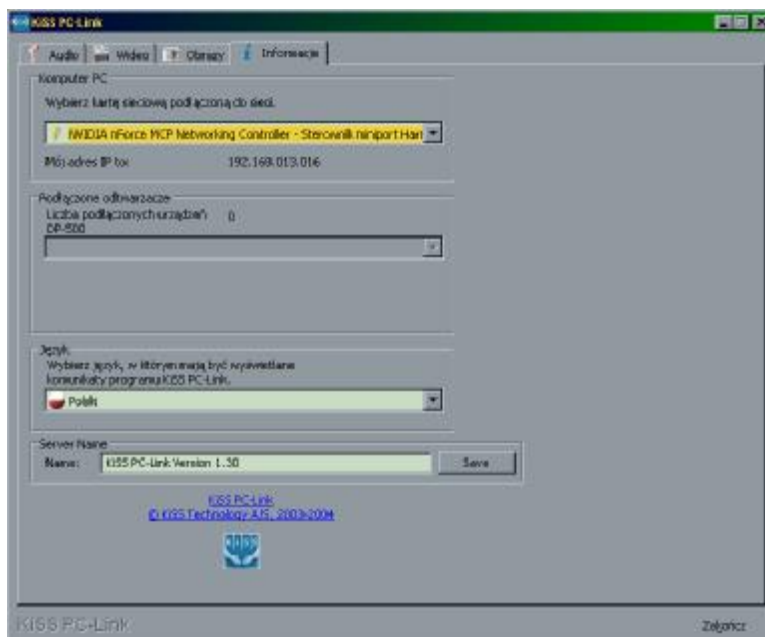 KiSS PC-Link
Audio Wideo Obrazy Informacje
Komputer PC
Wybierz kartę sieciową podłączoną do sieci.
NVIDIA nForce MCP Networking Controller - Sterownik miniport Harr
Mój adres IP to: 192.168.013.016
Podłączone odtwarzacze
Liczba podłączonych urządzeń 0
DP-500
Język
Wybierz język, w którym mają być wyświetlane
komunikaty programu KiSS PC-Link.
Polski
Server Name
Name: KiSS PC-Link Version 1.30 Save
KiSS PC-Link
© KiSS Technology A/S, 2003-2004
KiSS
KiSS PC-Link Zakończ